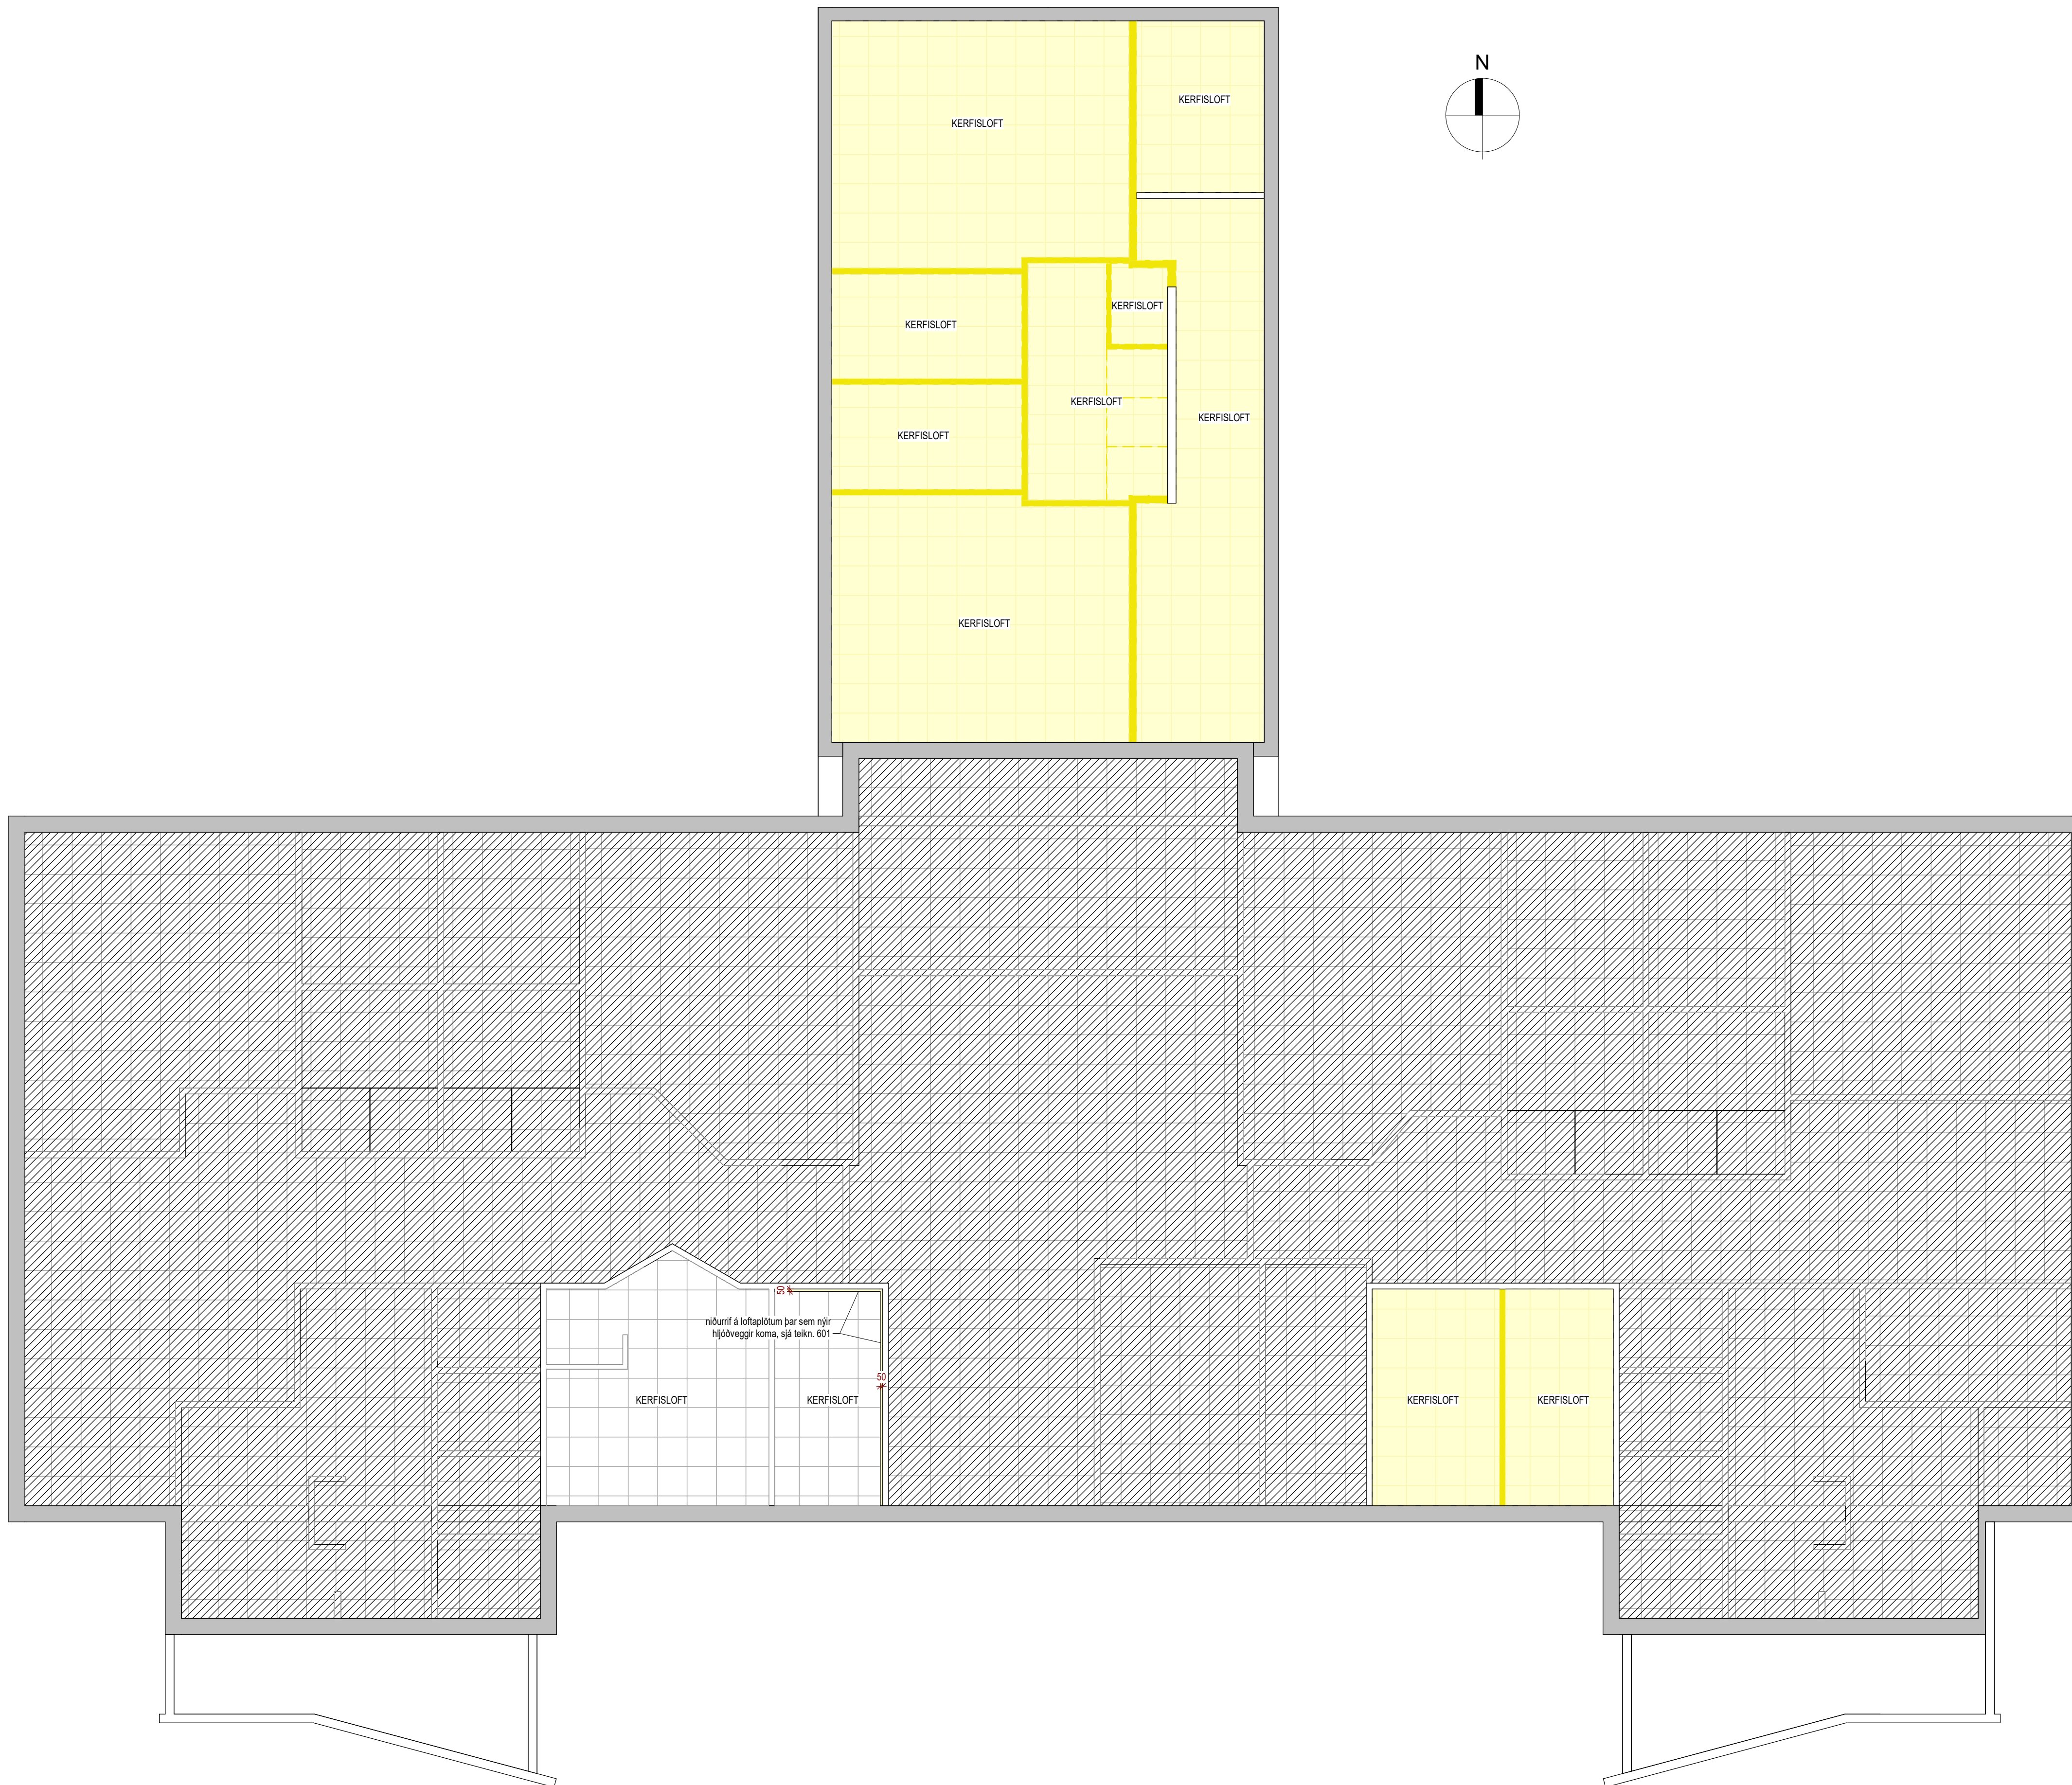 N
KERFISLOFT
KERFISLOFT
KERFISLOFT
KERFISLOFT
KERFISLOFT
KERFISLOFT
KERFISLOFT
KERFISLOFT
50
niðurrif á loftaplötum þar sem nýir
hljóðveggir koma, sjá teikn. 601
50
KERFISLOFT
KERFISLOFT
KERFISLOFT
KERFISLOFT